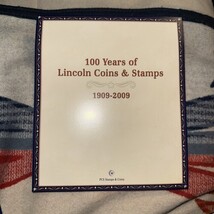 100 Years of
Lincoln Coins & Stamps
1909-2009